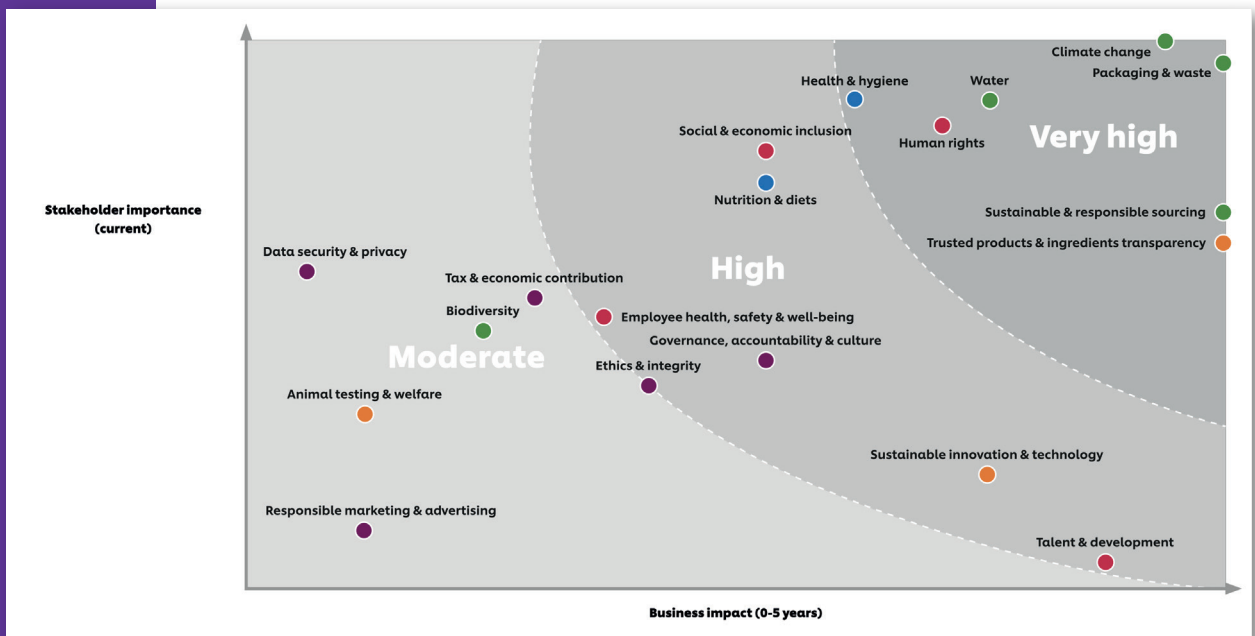 Climate change
Packaging & waste
Health & hygiene
Water
Social & economic inclusion
Human rights
Very high
Nutrition & diets
Stakeholder importance
(current)
Sustainable & responsible sourcing
Trusted products & ingredients transparency
Data security & privacy
High
Tax & economic contribution
Biodiversity
Employee health, safety & well-being
Governance, accountability & culture
Moderate
Ethics & integrity
Animal testing & welfare
Sustainable innovation & technology
Responsible marketing & advertising
Talent & development
Business impact (0-5 years)